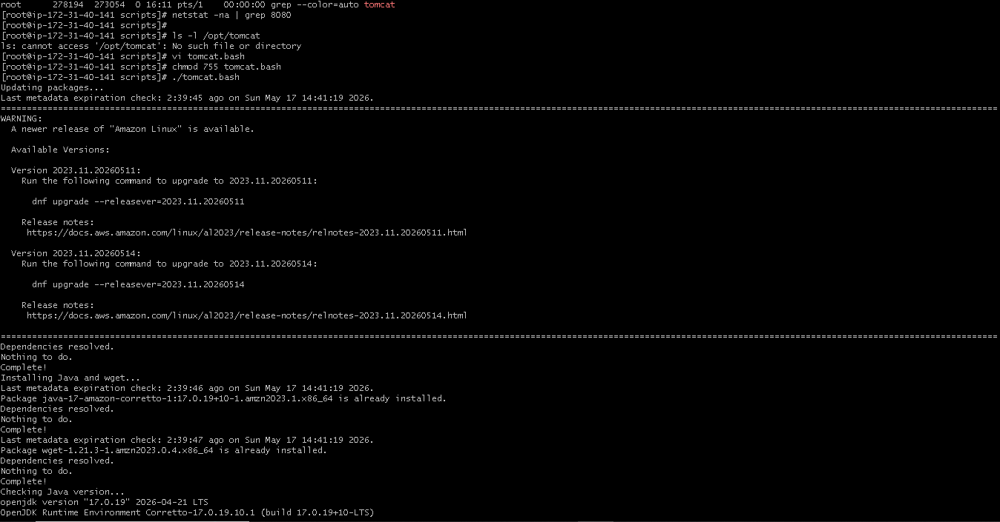 root      278194  273054  0 16:11 pts/1    00:00:00 grep --color=auto tomcat
[root@ip-172-31-40-141 scripts]# netstat -na | grep 8080
[root@ip-172-31-40-141 scripts]#
[root@ip-172-31-40-141 scripts]# ls -l /opt/tomcat
ls: cannot access '/opt/tomcat': No such file or directory
[root@ip-172-31-40-141 scripts]# vi tomcat.bash
[root@ip-172-31-40-141 scripts]# chmod 755 tomcat.bash
[root@ip-172-31-40-141 scripts]# ./tomcat.bash
Updating packages...
Last metadata expiration check: 2:39:45 ago on Sun May 17 14:41:19 2026.
================================================================================================================================================================================================
WARNING:
  A newer release of "Amazon Linux" is available.

  Available Versions:

  Version 2023.11.20260511:
    Run the following command to upgrade to 2023.11.20260511:

      dnf upgrade --releasever=2023.11.20260511

    Release notes:
     https://docs.aws.amazon.com/linux/al2023/release-notes/relnotes-2023.11.20260511.html

  Version 2023.11.20260514:
    Run the following command to upgrade to 2023.11.20260514:

      dnf upgrade --releasever=2023.11.20260514

    Release notes:
     https://docs.aws.amazon.com/linux/al2023/release-notes/relnotes-2023.11.20260514.html

================================================================================================================================================================================================
Dependencies resolved.
Nothing to do.
Complete!
Installing Java and wget...
Last metadata expiration check: 2:39:46 ago on Sun May 17 14:41:19 2026.
Package java-17-amazon-corretto-1:17.0.19+10-1.amzn2023.1.x86_64 is already installed.
Dependencies resolved.
Nothing to do.
Complete!
Last metadata expiration check: 2:39:47 ago on Sun May 17 14:41:19 2026.
Package wget-1.21.3-1.amzn2023.0.4.x86_64 is already installed.
Dependencies resolved.
Nothing to do.
Complete!
Checking Java version...
openjdk version "17.0.19" 2026-04-21 LTS
OpenJDK Runtime Environment Corretto-17.0.19.10.1 (build 17.0.19+10-LTS)